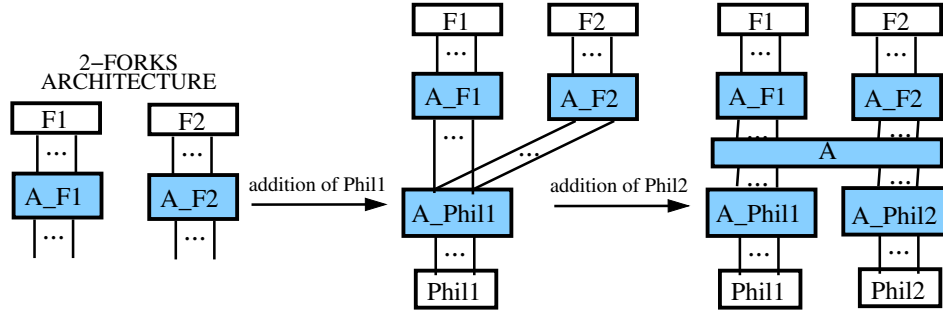 2−FORKS
ARCHITECTURE
F1
F2
...
...
A_F1
A_F2
...
...
addition of Phil1
F1
F2
...
...
A_F1
A_F2
...
...
A_Phil1
...
Phil1
addition of Phil2
F1
F2
...
...
A_F1
A_F2
...
...
A
...
...
A_Phil1
A_Phil2
...
...
Phil1
Phil2